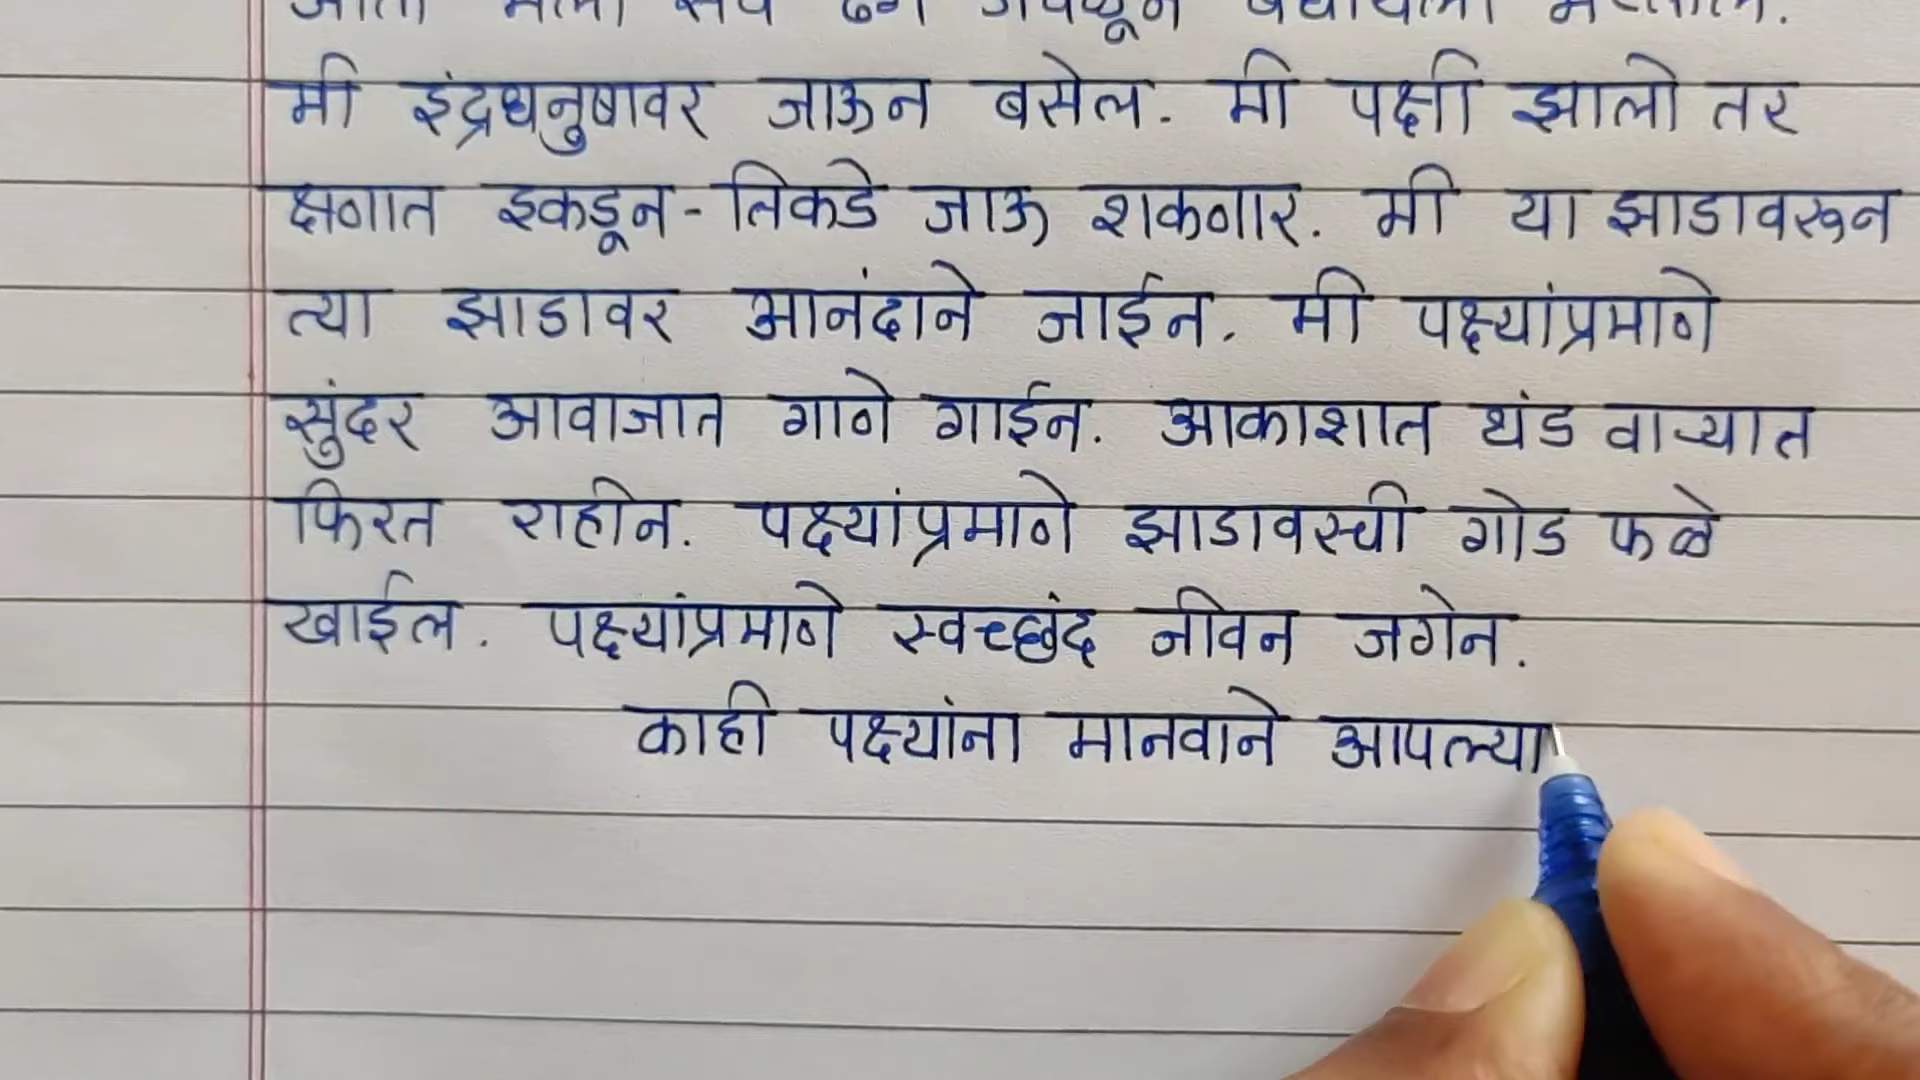 मी इंद्रधनुषावर जाऊन बसेल. मी पक्षी झालो तर
क्षणात इकडून-तिकडे जाऊ शकणार. मी या झाडावरून
त्या झाडावर आनंदाने जाईन. मी पक्ष्यांप्रमाणे
सुंदर आवाजात गाणे गाईन. आकाशात थंड वाऱ्यात
फिरत राहीन. पक्ष्यांप्रमाणे झाडावरची गोड फळे
खाईल. पक्ष्यांप्रमाणे स्वच्छंद जीवन जगेन.
काही पक्ष्यांना मानवाने आपल्या